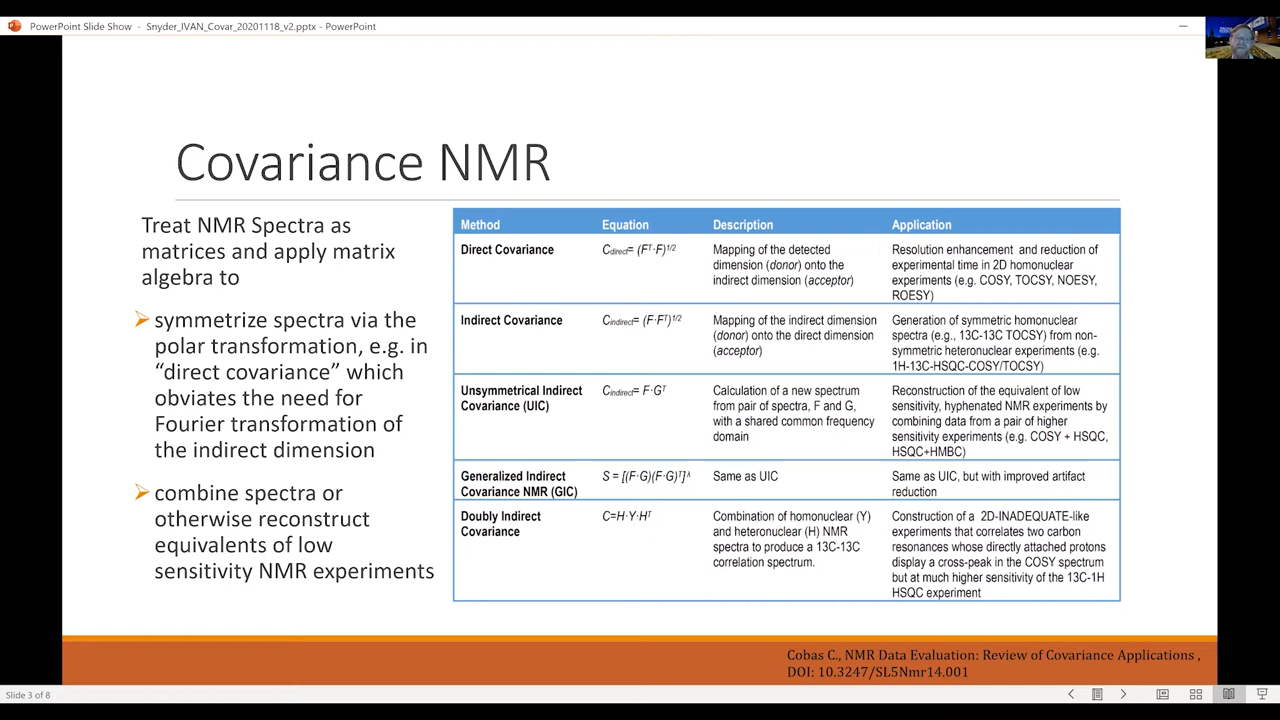 PowerPoint Slide Show - Snyder_IVAN_Covar_20201118_v2.pptx - PowerPoint
Covariance NMR
Treat NMR Spectra as
matrices and apply matrix
algebra to
symmetrize spectra via the
polar transformation, e.g. in
“direct covariance” which
obviates the need for
Fourier transformation of
the indirect dimension
combine spectra or
otherwise reconstruct
equivalents of low
sensitivity NMR experiments
Method Equation Description Application
Direct Covariance C_direct= (F^T·F)^1/2 Mapping of the detected Resolution enhancement and reduction of
dimension (donor) onto the experimental time in 2D homonuclear
indirect dimension (acceptor) experiments (e.g. COSY, TOCSY, NOESY,
ROESY)
Indirect Covariance C_indirect= (F·F^T)^1/2 Mapping of the indirect dimension Generation of symmetric homonuclear
(donor) onto the direct dimension spectra (e.g., 13C-13C TOCSY) from non-
(acceptor) symmetric heteronuclear experiments (e.g.
1H-13C-HSQC-COSY/TOCSY)
Unsymmetrical Indirect C_indirect= F·G^T Calculation of a new spectrum Reconstruction of the equivalent of low
Covariance (UIC) from pair of spectra, F and G, sensitivity, hyphenated NMR experiments by
with a shared common frequency combining data from a pair of higher
domain sensitivity experiments (e.g. COSY + HSQC,
HSQC+HMBC)
Generalized Indirect S = [(F·G)(F·G)^T]^λ Same as UIC Same as UIC, but with improved artifact
Covariance NMR (GIC) reduction
Doubly Indirect C=H·Y·H^T Combination of homonuclear (Y) Construction of a 2D-INADEQUATE-like
Covariance and heteronuclear (H) NMR experiments that correlates two carbon
spectra to produce a 13C-13C resonances whose directly attached protons
correlation spectrum. display a cross-peak in the COSY spectrum
but at much higher sensitivity of the 13C-1H
HSQC experiment
Cobas C., NMR Data Evaluation: Review of Covariance Applications ,
DOI: 10.3247/SL5Nmr14.001
Slide 3 of 8